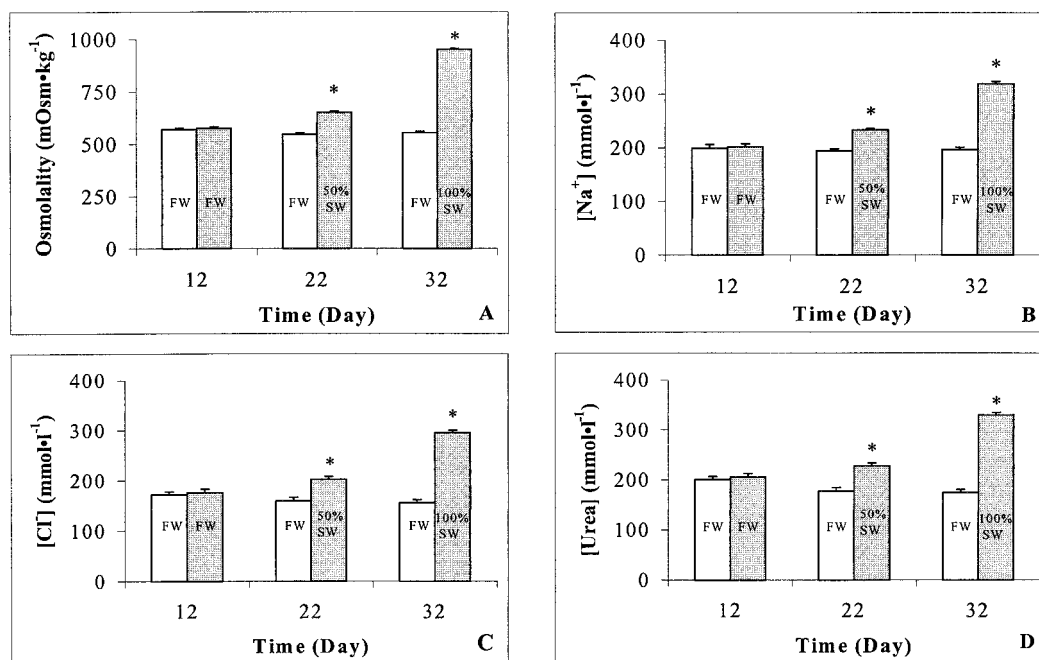 1000
750
500
250
0
Osmolality (mOsm•kg-1)
*
*
FW FW FW 50% SW FW 100% SW
12 22 32
Time (Day)
A
400
300
200
100
0
[Na+] (mmol•l-1)
*
*
FW FW FW 50% SW FW 100% SW
12 22 32
Time (Day)
B
400
300
200
100
0
[Cl-] (mmol•l-1)
*
*
FW FW FW 50% SW FW 100% SW
12 22 32
Time (Day)
C
400
300
200
100
0
[Urea] (mmol•l-1)
*
*
FW FW FW 50% SW FW 100% SW
12 22 32
Time (Day)
D